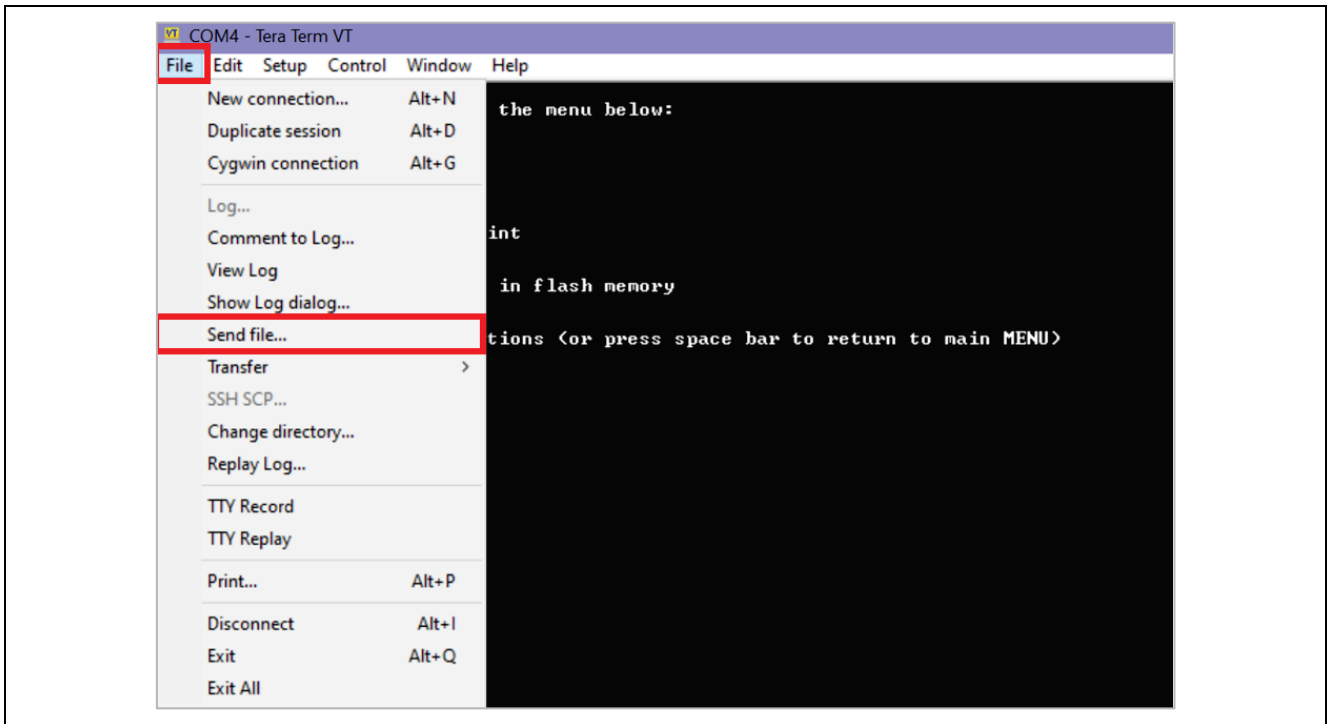 VT COM4 - Tera Term VT
File Edit Setup Control Window Help
New connection... Alt+N
the menu below:
Duplicate session Alt+D
Cygwin connection Alt+G
Log...
int
Comment to Log...
View Log
in flash memory
Show Log dialog...
Send file...
tions (or press space bar to return to main MENU)
Transfer >
SSH SCP...
Change directory...
Replay Log...
TTY Record
TTY Replay
Print... Alt+P
Disconnect Alt+I
Exit Alt+Q
Exit All